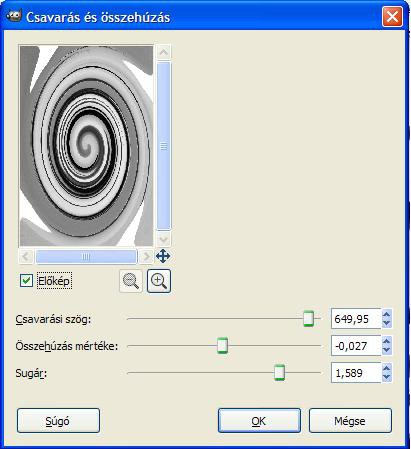 Csavarás és összehúzás
Előkép
Csavarási szög: 649,95
Összehúzás mértéke: -0,027
Sugár: 1,589
Súgó OK Mégse